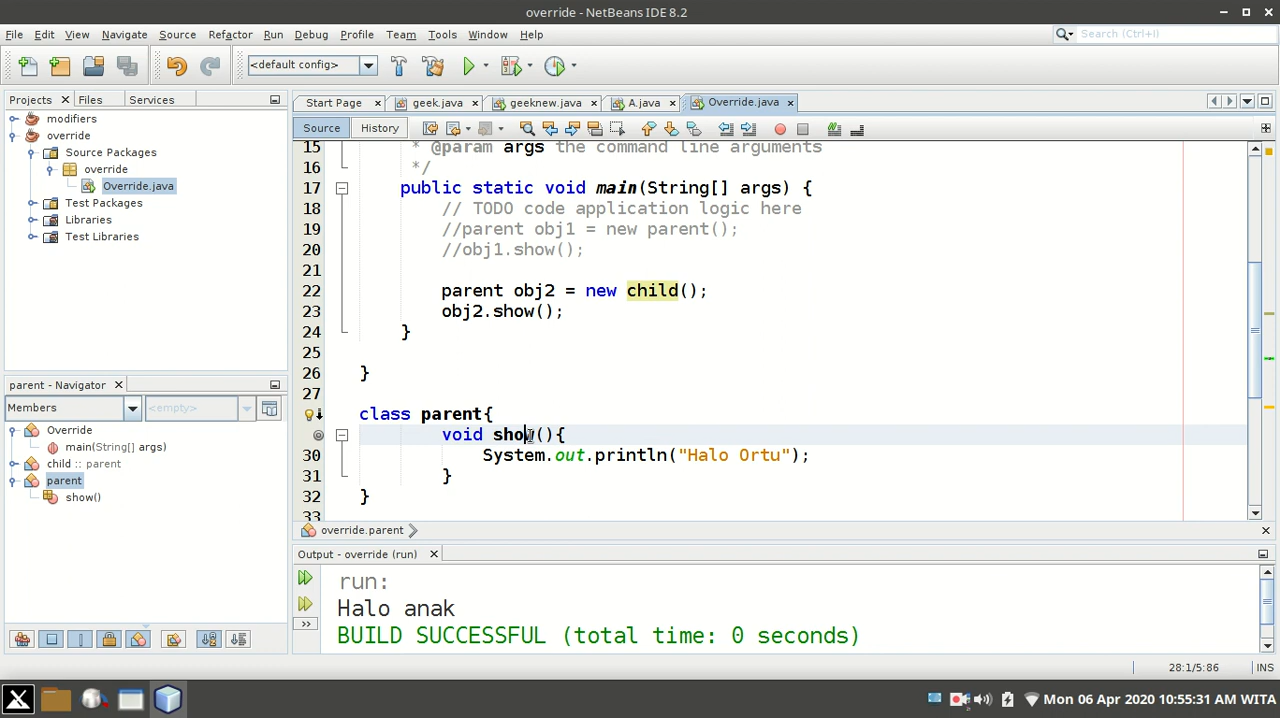 override - NetBeans IDE 8.2
File Edit View Navigate Source Refactor Run Debug Profile Team Tools Window Help
Search (Ctrl+I)
<default config>
Projects Files Services
modifiers
override
Source Packages
override
Override.java
Test Packages
Libraries
Test Libraries
Start Page geek.java geeknew.java A.java Override.java
Source History
15 * @param args the command line arguments
16 */
17 public static void main(String[] args) {
18 // TODO code application logic here
19 //parent obj1 = new parent();
20 //obj1.show();
21
22 parent obj2 = new child();
23 obj2.show();
24 }
25
26 }
27
class parent{
void show(){
30 System.out.println("Halo Ortu");
31 }
32 }
33
override.parent
parent - Navigator
Members <empty>
Override
main(String[] args)
child :: parent
parent
show()
Output - override (run)
run:
Halo anak
BUILD SUCCESSFUL (total time: 0 seconds)
28:1/5:86 INS
Mon 06 Apr 2020 10:55:31 AM WITA